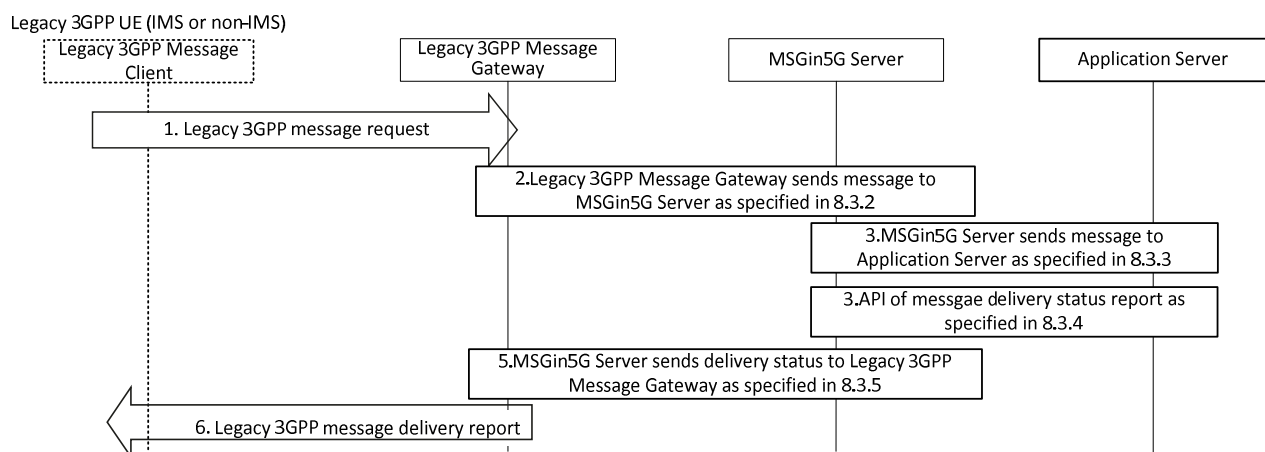 Legacy 3GPP UE (IMS or non-IMS)
Legacy 3GPP Message
Client
Legacy 3GPP Message
Gateway
MSGin5G Server
Application Server
1. Legacy 3GPP message request
2.Legacy 3GPP Message Gateway sends message to
MSGin5G Server as specified in 8.3.2
3.MSGin5G Server sends message to
Application Server as specified in 8.3.3
3.API of messgae delivery status report as
specified in 8.3.4
5.MSGin5G Server sends delivery status to Legacy 3GPP
Message Gateway as specified in 8.3.5
6. Legacy 3GPP message delivery report